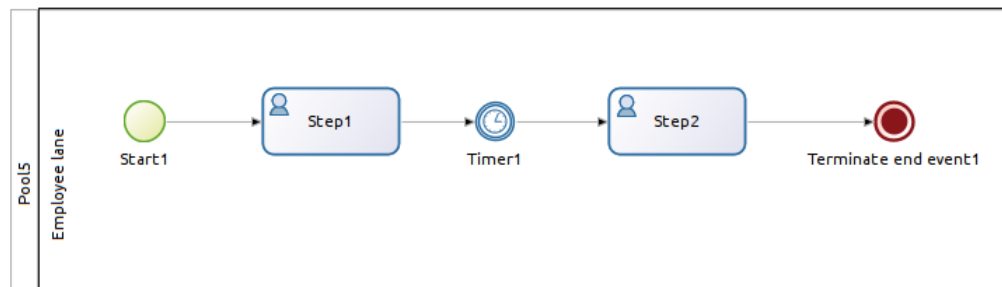 Pool5
Employee lane
Start1
Step1
Timer1
Step2
Terminate end event1